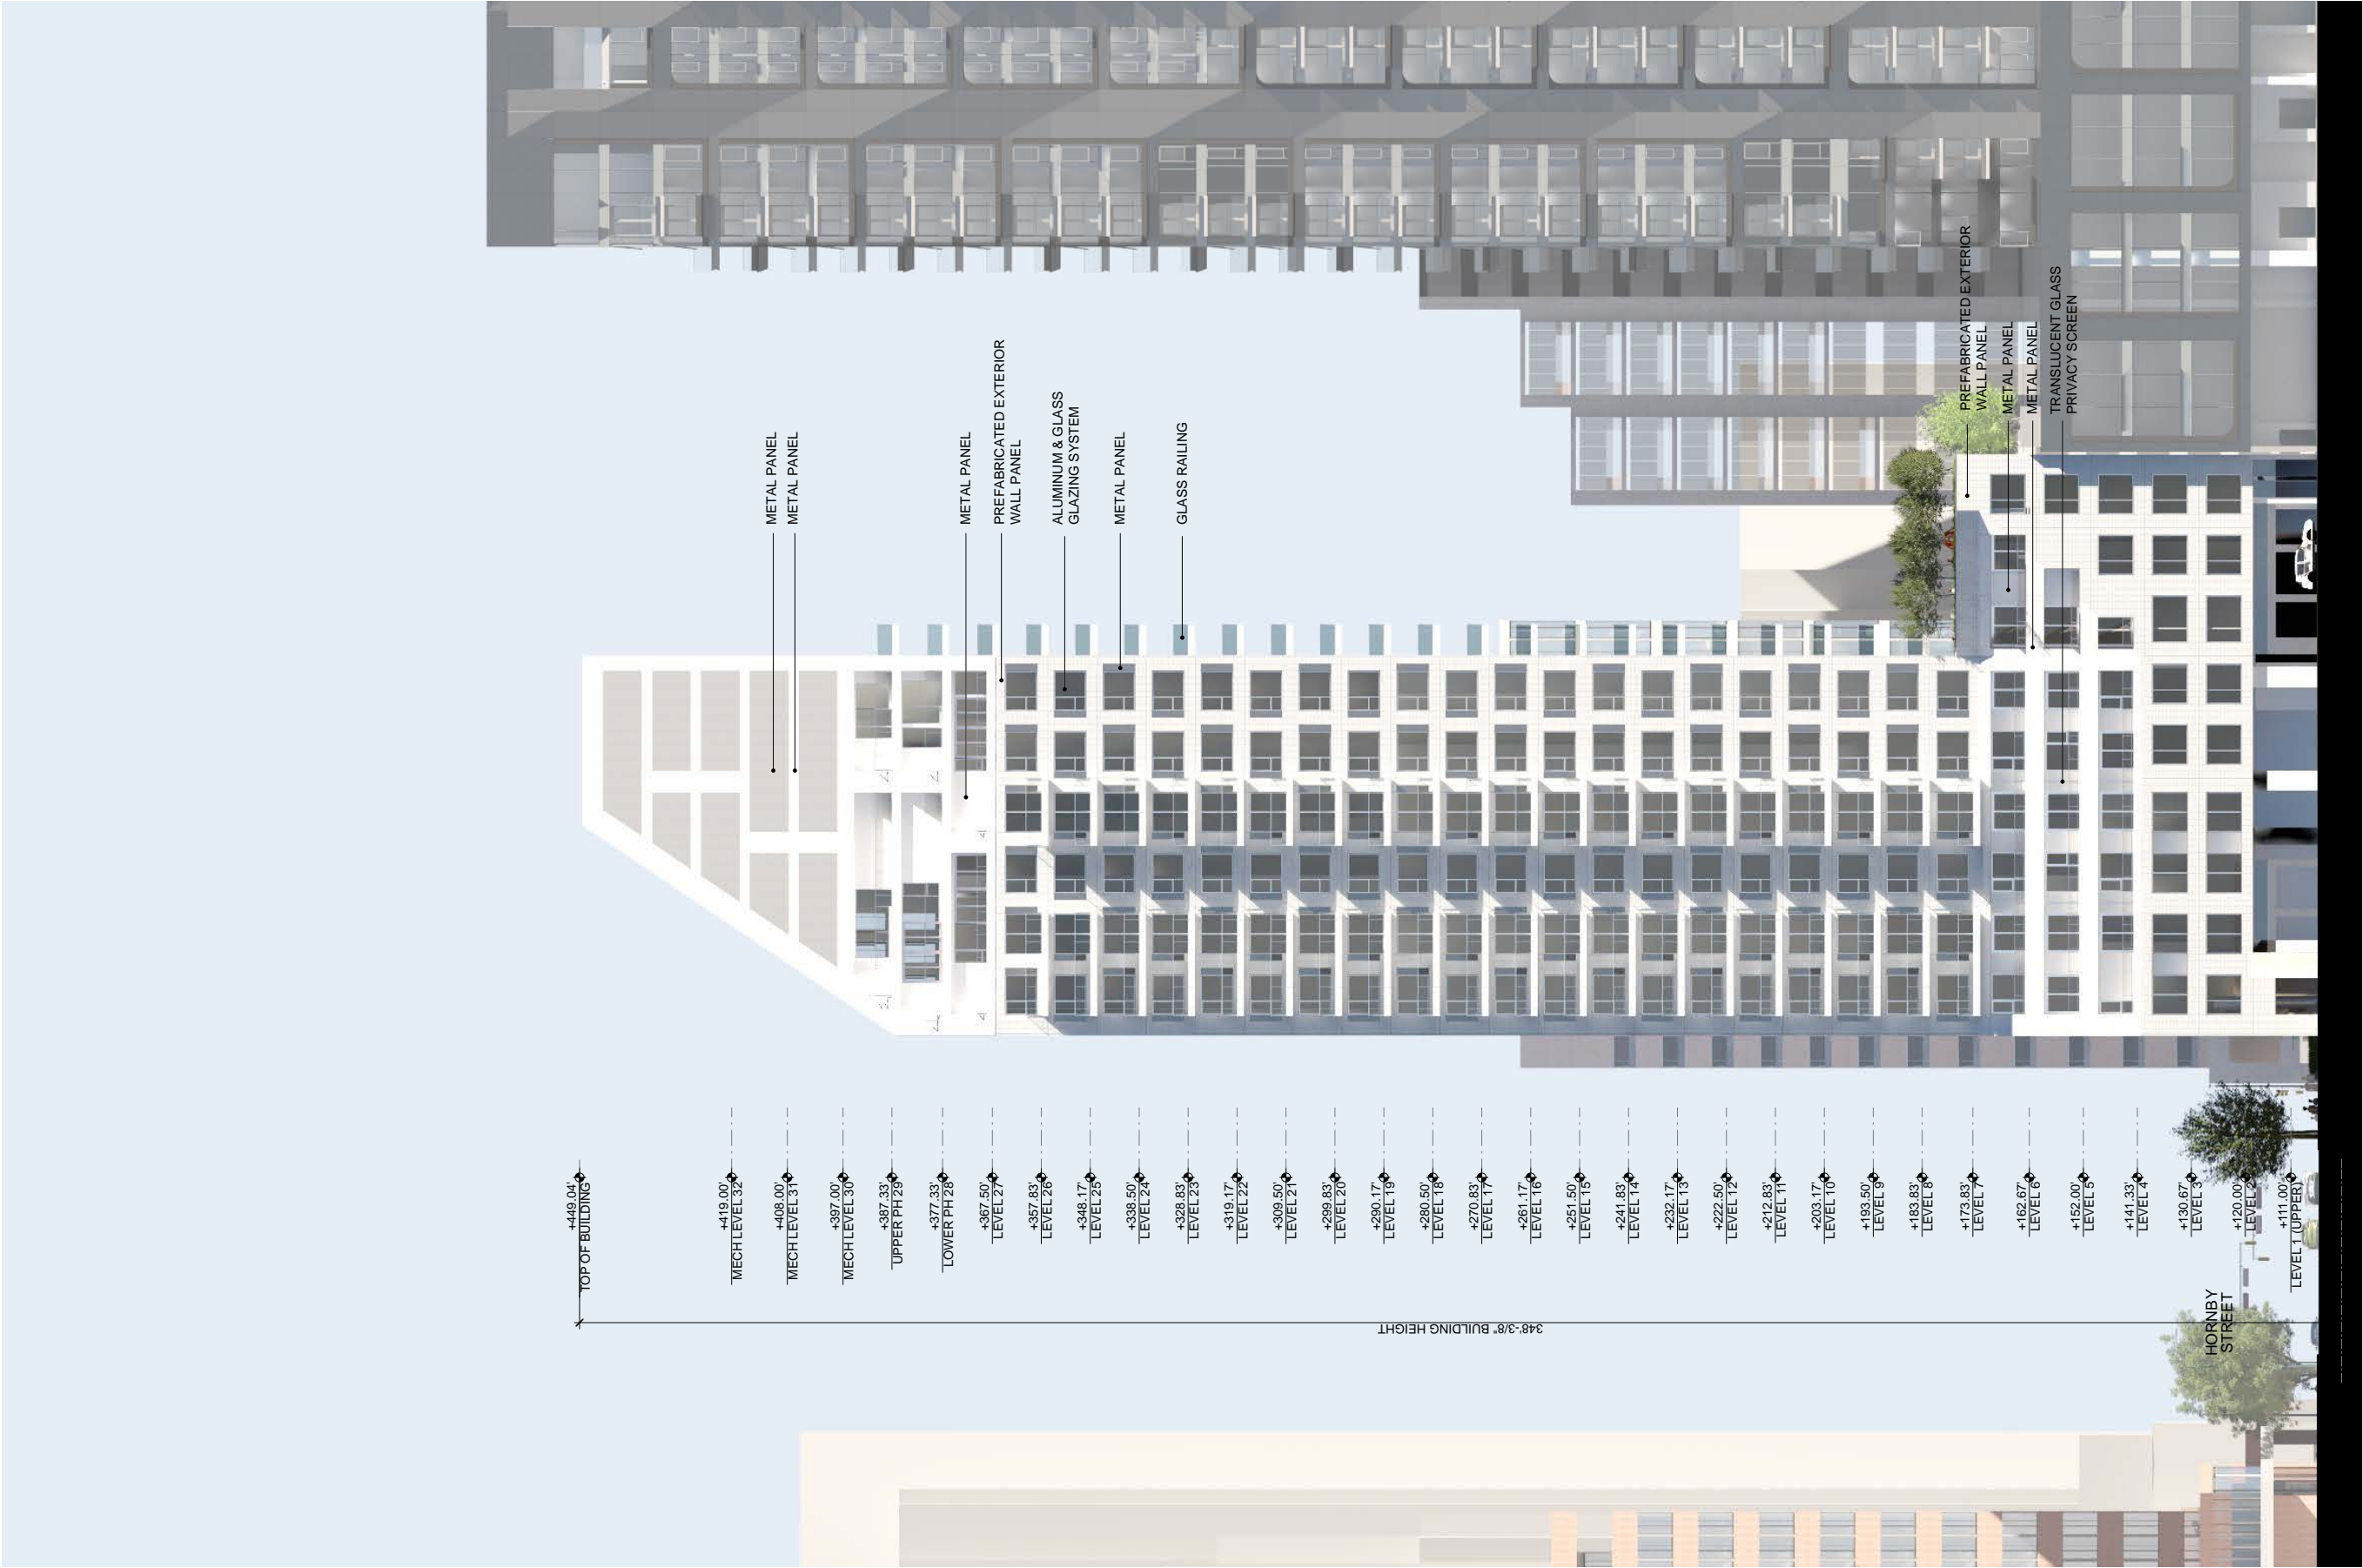 METAL PANEL
METAL PANEL
METAL PANEL
PREFABRICATED EXTERIOR
WALL PANEL
ALUMINIUM & GLASS
GLAZING SYSTEM
METAL PANEL
GLASS RAILING
PREFABRICATED EXTERIOR
WALL PANEL
METAL PANEL
METAL PANEL
TRANSLUCENT GLASS
PRIVACY SCREEN
+449.04'
TOP OF BUILDING
+419.00'
MECH LEVEL 32
+408.00'
MECH LEVEL 31
+397.00'
MECH LEVEL 30
+387.33'
UPPER PH 29
+377.33'
LOWER PH 28
+367.50'
LEVEL 27
+357.83'
LEVEL 26
+348.17'
LEVEL 25
+338.50'
LEVEL 24
+328.83'
LEVEL 23
+319.17'
LEVEL 22
+309.50'
LEVEL 21
+299.83'
LEVEL 20
+290.17'
LEVEL 19
+280.50'
LEVEL 18
+270.83'
LEVEL 17
+261.17'
LEVEL 16
+251.50'
LEVEL 15
+241.83'
LEVEL 14
+232.17'
LEVEL 13
+222.50'
LEVEL 12
+212.83'
LEVEL 11
+203.17'
LEVEL 10
+193.50'
LEVEL 9
+183.83'
LEVEL 8
+173.83'
LEVEL 7
+162.67'
LEVEL 6
+152.00'
LEVEL 5
+141.33'
LEVEL 4
+130.67'
LEVEL 3
+120.00'
LEVEL 2
+111.00'
LEVEL 1 (UPPER)
348'-3/8" BUILDING HEIGHT
HORNBY
STREET